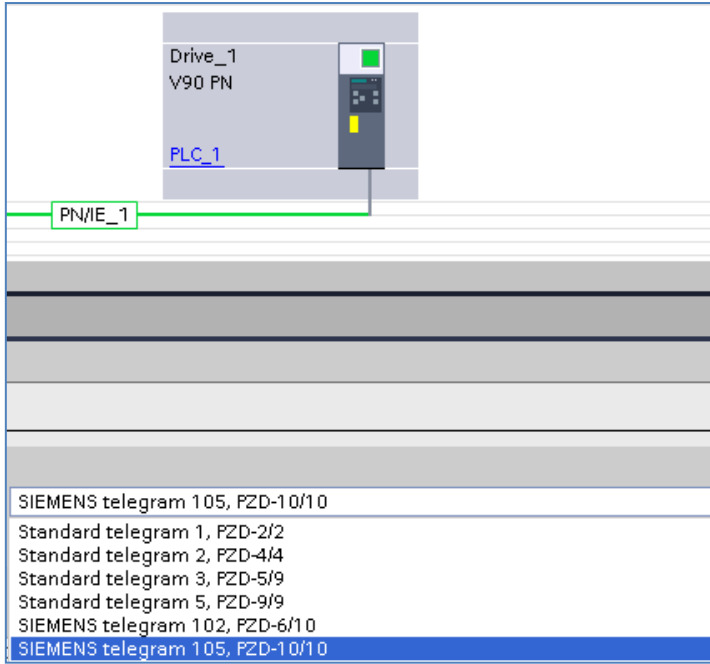 Drive_1
V90 PN
PLC_1
PN/IE_1
SIEMENS telegram 105, PZD-10/10
Standard telegram 1, PZD-2/2
Standard telegram 2, PZD-4/4
Standard telegram 3, PZD-5/9
Standard telegram 5, PZD-9/9
SIEMENS telegram 102, PZD-6/10
SIEMENS telegram 105, PZD-10/10